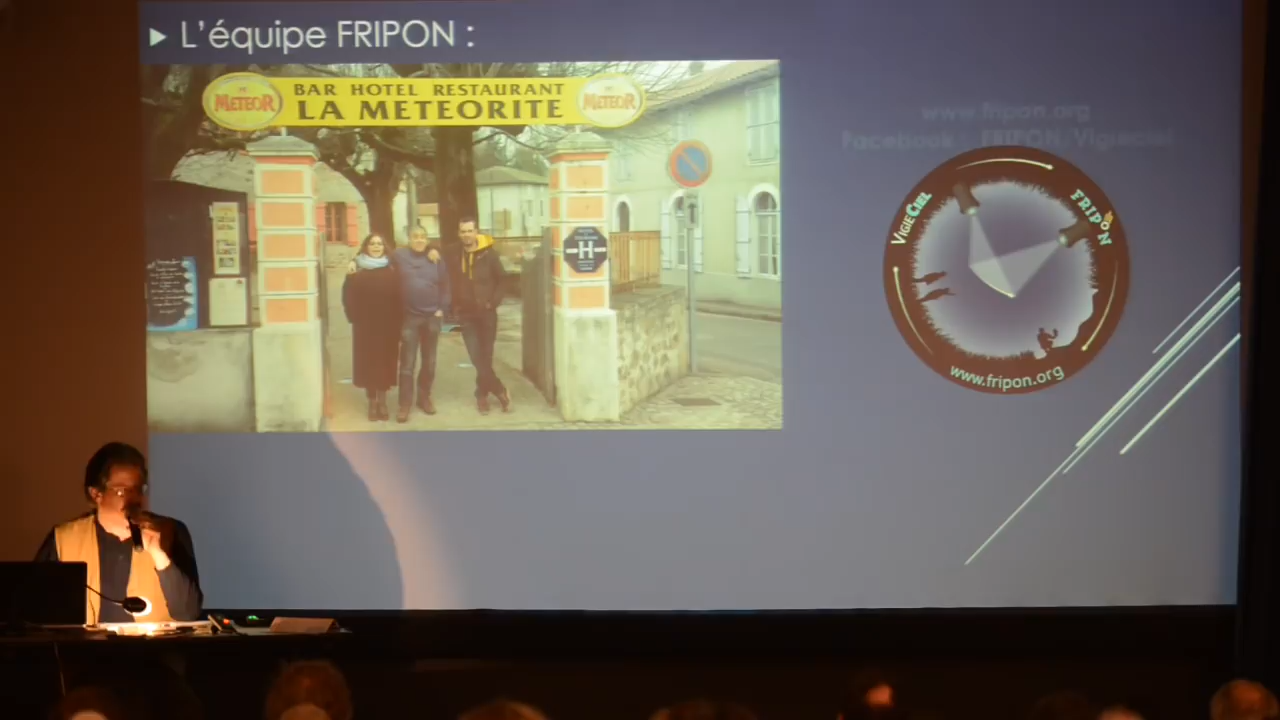 ► L'équipe FRIPON :
METEOR
BAR HOTEL RESTAURANT
LA METEORITE
METEOR
H
www.fripon.org
Facebook : FRIPON/Vigieciel
VIGIECIEL
FRIPON
www.fripon.org